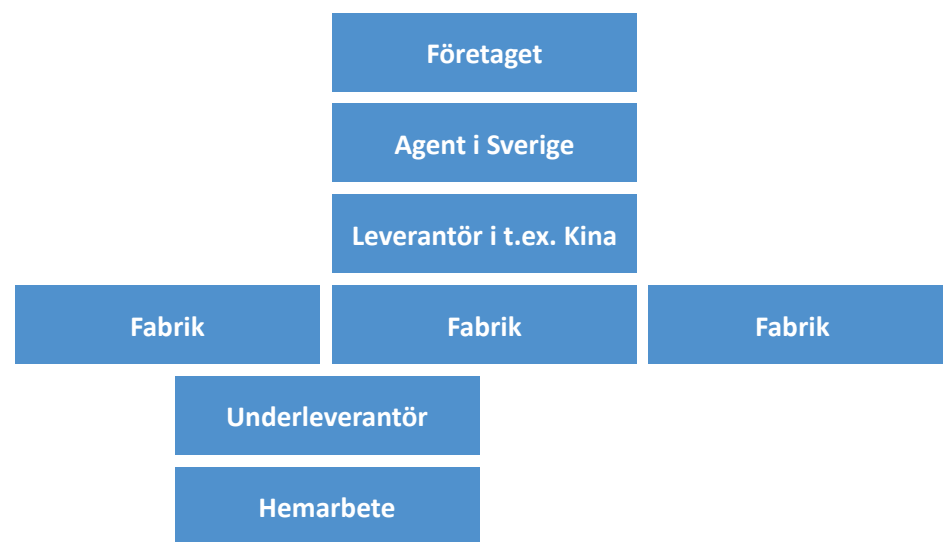 Företaget
Agent i Sverige
Leverantör i t.ex. Kina
Fabrik
Fabrik
Fabrik
Underleverantör
Hemarbete